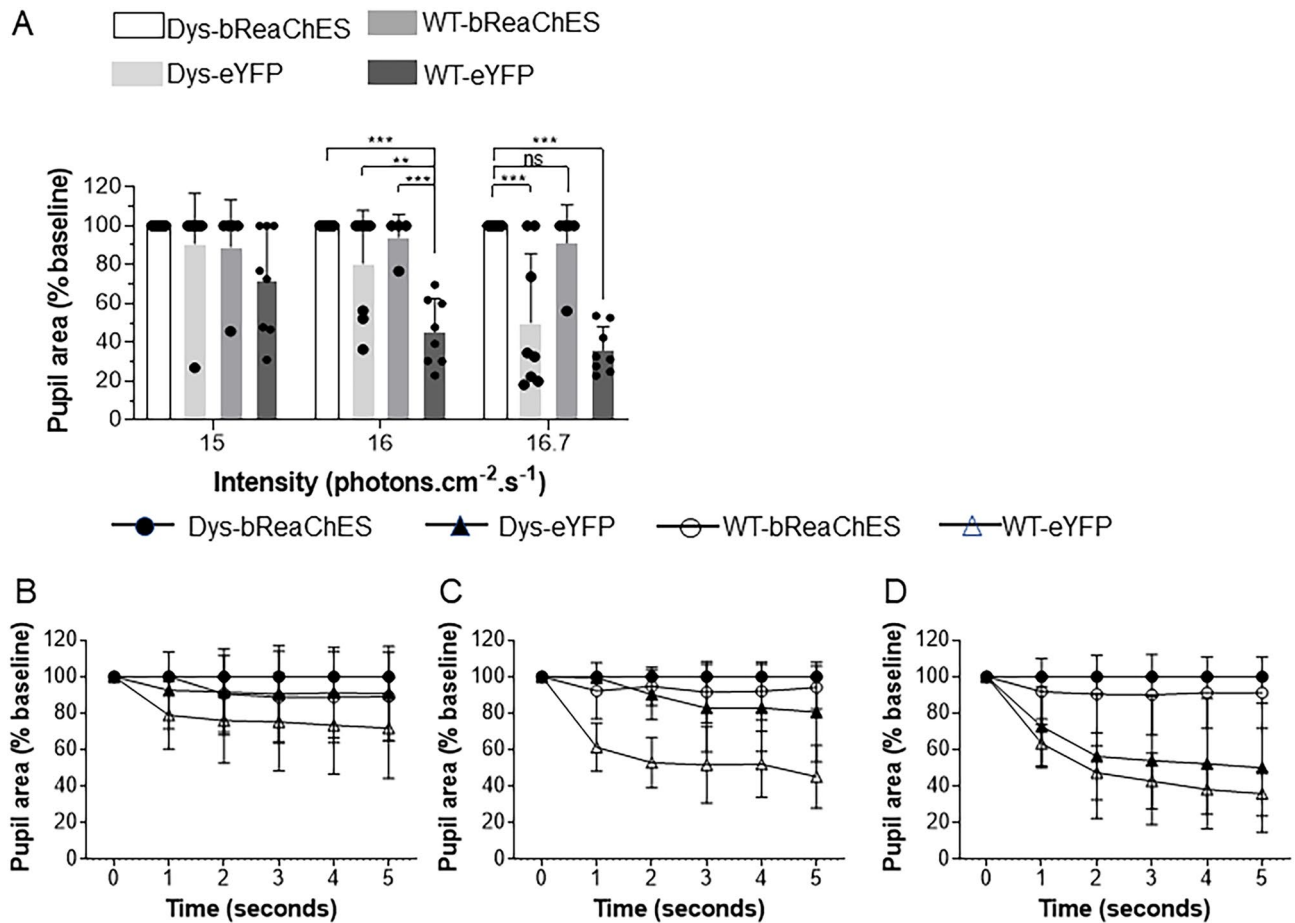 A
Dys-bReaChES WT-bReaChES
Dys-eYFP WT-eYFP
*** ***
** ns
*** ***
Pupil area (% baseline)
120
100
80
60
40
20
0
15 16 16.7
Intensity (photons.cm⁻².s⁻¹)
Dys-bReaChES Dys-eYFP WT-bReaChES WT-eYFP
B
Pupil area (% baseline)
120
100
80
60
40
20
0
0 1 2 3 4 5
Time (seconds)
C
Pupil area (% baseline)
120
100
80
60
40
20
0
0 1 2 3 4 5
Time (seconds)
D
Pupil area (% baseline)
120
100
80
60
40
20
0
0 1 2 3 4 5
Time (seconds)